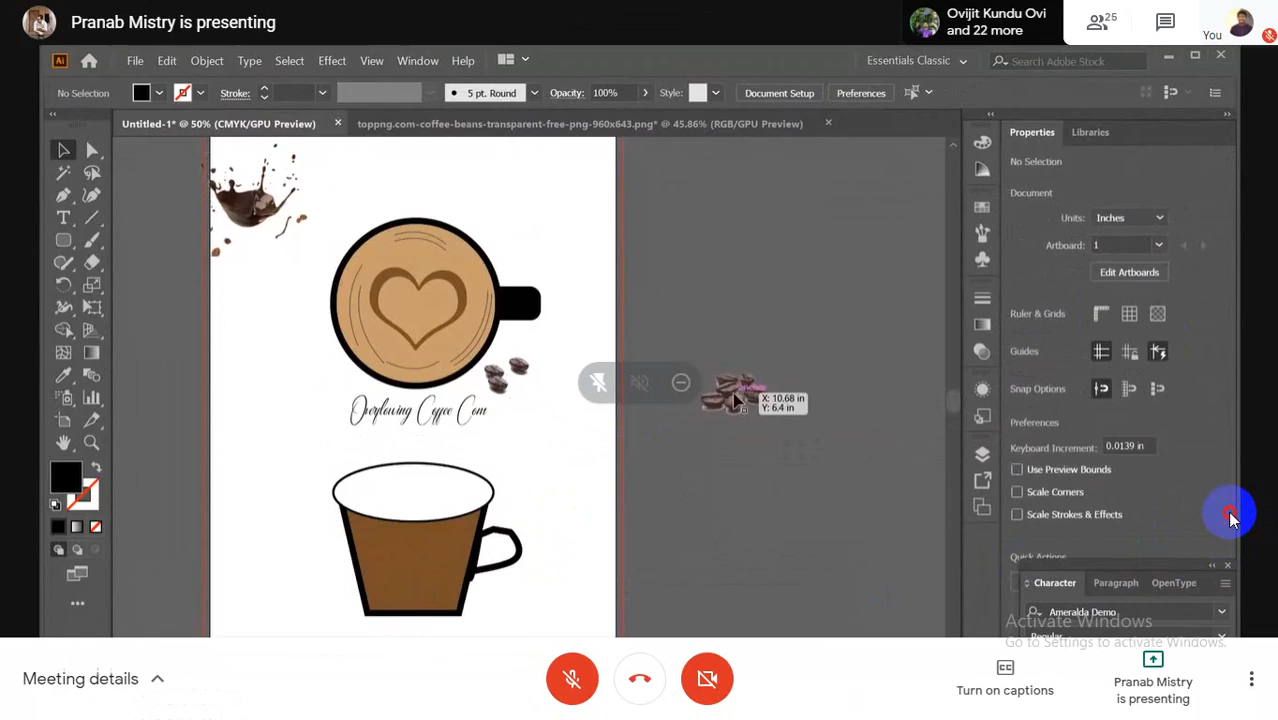 Pranab Mistry is presenting
Ovijit Kundu Ovi
and 22 more
25
You
Ai
File Edit Object Type Select Effect View Window Help
Essentials Classic
Search Adobe Stock
No Selection
Stroke:
5 pt. Round
Opacity: 100%
Style:
Document Setup
Preferences
Untitled-1* @ 50% (CMYK/GPU Preview)
toppng.com-coffee-beans-transparent-free-png-960x643.png* @ 45.86% (RGB/GPU Preview)
Properties
Libraries
No Selection
Document
Units: Inches
Artboard: 1
Edit Artboards
Ruler & Grids
Guides
Snap Options
Preferences
Keyboard Increment: 0.0139 in
Use Preview Bounds
Scale Corners
Scale Strokes & Effects
Quick Actions
Character
Paragraph
OpenType
Ameralda Demo
Regular
X: 10.68 in
Y: 6.4 in
Overflowing Coffee Com
Activate Windows
Go to Settings to activate Windows.
Meeting details
CC
Turn on captions
Pranab Mistry
is presenting